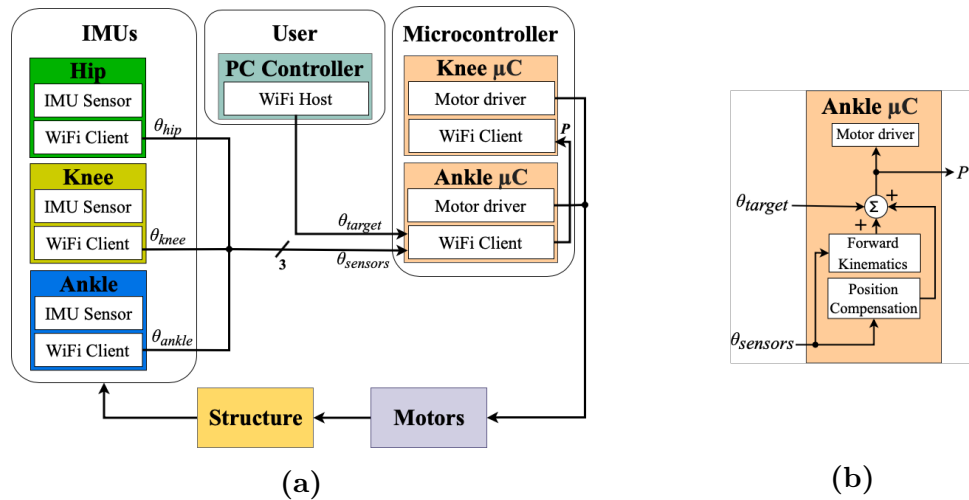 IMUs
Hip
IMU Sensor
WiFi Client
θhip
Knee
IMU Sensor
WiFi Client
θknee
Ankle
IMU Sensor
WiFi Client
θankle
3
User
PC Controller
WiFi Host
θtarget
θsensors
Microcontroller
Knee μC
Motor driver
WiFi Client
P
Ankle μC
Motor driver
WiFi Client
Structure
Motors
(a)
Ankle μC
Motor driver
P
θtarget
Σ
+
+
Forward
Kinematics
Position
Compensation
θsensors
(b)